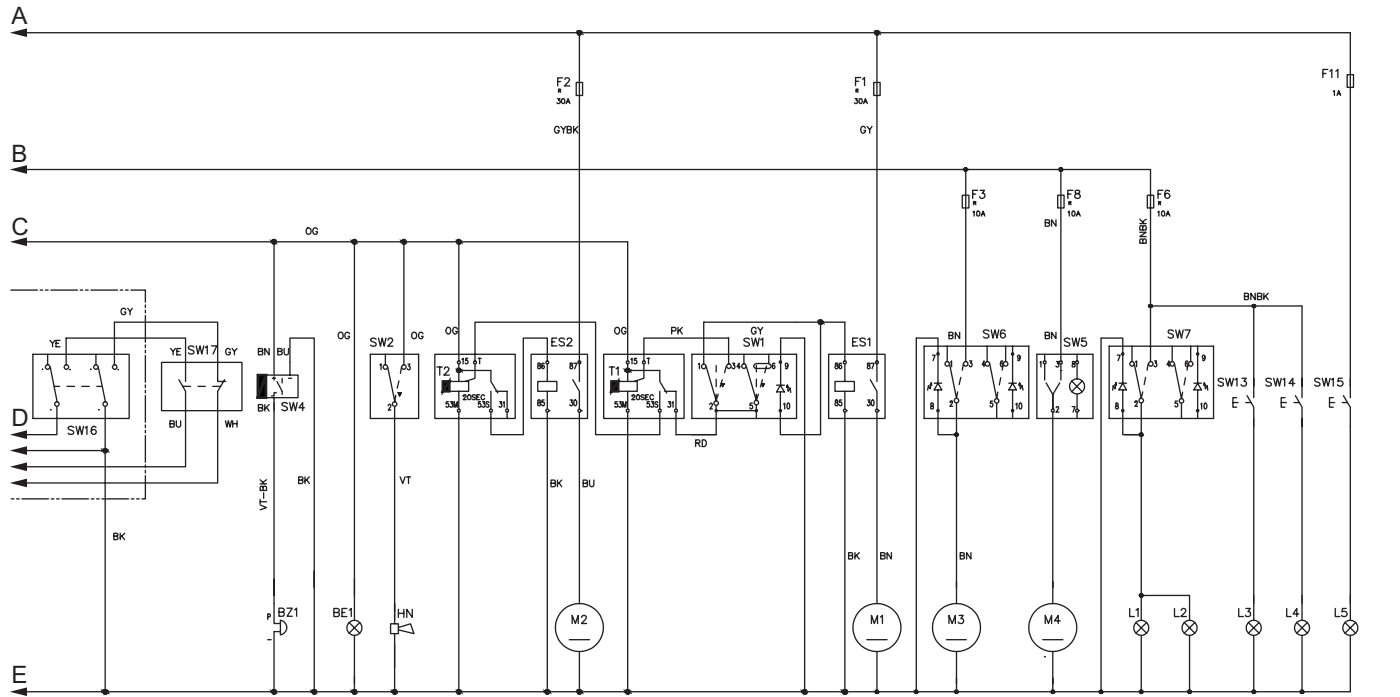 A
F2
R
30A
GYBK
F1
R
30A
GY
F11
1A
B
F3
R
10A
F8
R
10A
BN
F6
R
10A
BNBK
C
OG
GY
YE
YE
SW17
GY
BN
BU
OG
SW2
OG
OG
ES2
OG
PK
GY
SW1
ES1
BN
SW6
BN
SW5
SW7
BNBK
1
3
15
T
86
87
15
T
1
3
4
6
9
86
87
7
1
3
4
6
9
1
3
8
7
1
3
4
6
9
T2
T1
SW4
20SEC
20SEC
SW13
SW14
SW15
BK
2
53M
53S
31
85
30
53M
53S
31
2
5
10
85
30
8
2
5
10
2
7
8
2
5
10
E
E
E
D
SW16
BU
WH
RD
VT-BK
BK
VT
BK
BU
BK
BK
BN
BN
P
BZ1
BE1
HN
M2
M1
M3
M4
L1
L2
L3
L4
L5
E